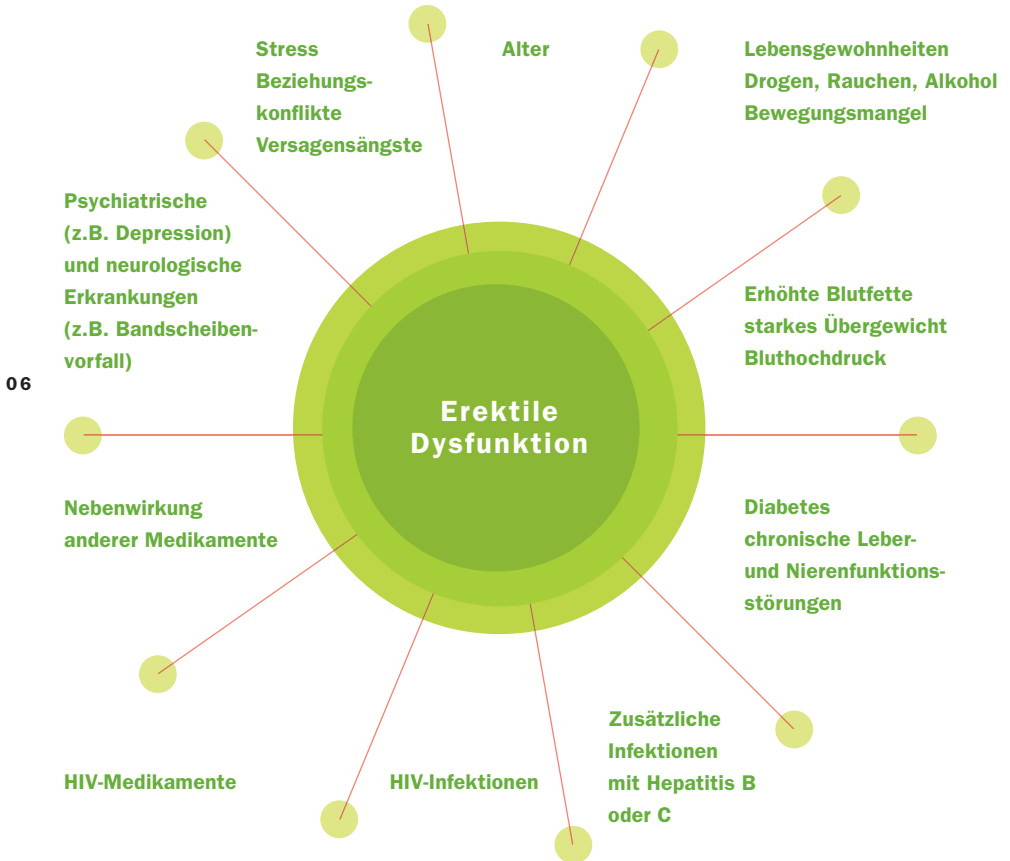 Stress
Beziehungs-
konflikte
Versagensängste
Alter
Lebensgewohnheiten
Drogen, Rauchen, Alkohol
Bewegungsmangel
Psychiatrische
(z.B. Depression)
und neurologische
Erkrankungen
(z.B. Bandscheiben-
vorfall)
Erhöhte Blutfette
starkes Übergewicht
Bluthochdruck
06
Erektile
Dysfunktion
Nebenwirkung
anderer Medikamente
Diabetes
chronische Leber-
und Nierenfunktions-
störungen
HIV-Medikamente
HIV-Infektionen
Zusätzliche
Infektionen
mit Hepatitis B
oder C